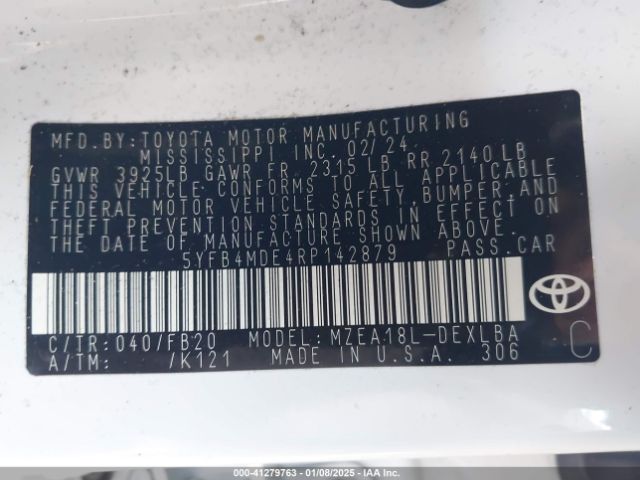 MFD.BY:TOYOTA MOTOR MANUFACTURING
MISSISSIPPI INC. 02/24
GVWR 3925LB GAWR FR 2315 LB RR 2140 LB
THIS VEHICLE CONFORMS TO ALL APPLICABLE
FEDERAL MOTOR VEHICLE SAFETY,BUMPER,AND
THEFT PREVENTION STANDARDS IN EFFECT ON
THE DATE OF MANUFACTURE SHOWN ABOVE.
5YFB4MDE4RP142879 PASS.CAR
C/TR:040/FB20 MODEL:MZEA18L-DEXLBA
A/TM: /K121 MADE IN U.S.A. 306
C
000-41279763 - 01/08/2025 - IAAI.COM